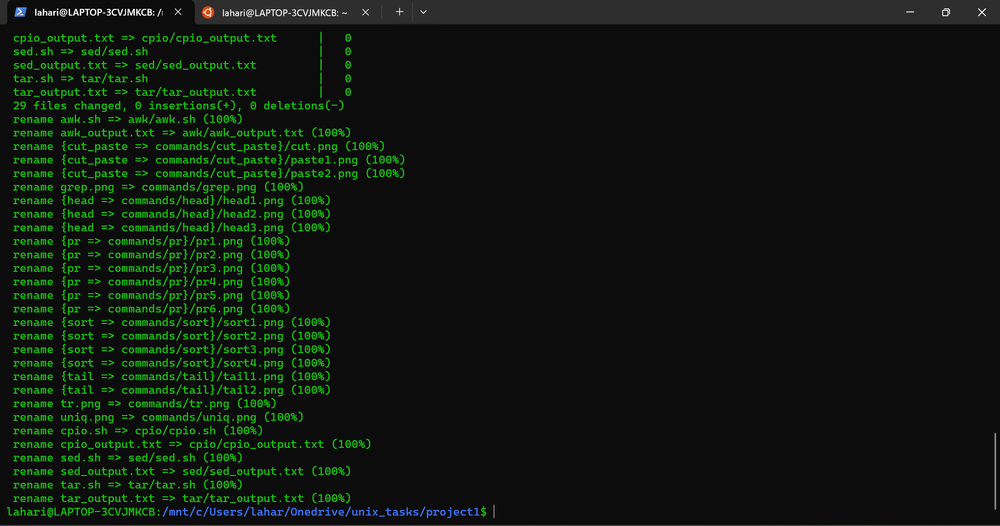 lahari@LAPTOP-3CVJMKCB: /
lahari@LAPTOP-3CVJMKCB: ~
cpio_output.txt => cpio/cpio_output.txt | 0
sed.sh => sed/sed.sh | 0
sed_output.txt => sed/sed_output.txt | 0
tar.sh => tar/tar.sh | 0
tar_output.txt => tar/tar_output.txt | 0
29 files changed, 0 insertions(+), 0 deletions(-)
rename awk.sh => awk/awk.sh (100%)
rename awk_output.txt => awk/awk_output.txt (100%)
rename {cut_paste => commands/cut_paste}/cut.png (100%)
rename {cut_paste => commands/cut_paste}/paste1.png (100%)
rename {cut_paste => commands/cut_paste}/paste2.png (100%)
rename grep.png => commands/grep.png (100%)
rename {head => commands/head}/head1.png (100%)
rename {head => commands/head}/head2.png (100%)
rename {head => commands/head}/head3.png (100%)
rename {pr => commands/pr}/pr1.png (100%)
rename {pr => commands/pr}/pr2.png (100%)
rename {pr => commands/pr}/pr3.png (100%)
rename {pr => commands/pr}/pr4.png (100%)
rename {pr => commands/pr}/pr5.png (100%)
rename {pr => commands/pr}/pr6.png (100%)
rename {sort => commands/sort}/sort1.png (100%)
rename {sort => commands/sort}/sort2.png (100%)
rename {sort => commands/sort}/sort3.png (100%)
rename {sort => commands/sort}/sort4.png (100%)
rename {tail => commands/tail}/tail1.png (100%)
rename {tail => commands/tail}/tail2.png (100%)
rename tr.png => commands/tr.png (100%)
rename uniq.png => commands/uniq.png (100%)
rename cpio.sh => cpio/cpio.sh (100%)
rename cpio_output.txt => cpio/cpio_output.txt (100%)
rename sed.sh => sed/sed.sh (100%)
rename sed_output.txt => sed/sed_output.txt (100%)
rename tar.sh => tar/tar.sh (100%)
rename tar_output.txt => tar/tar_output.txt (100%)
lahari@LAPTOP-3CVJMKCB:/mnt/c/Users/lahar/Onedrive/unix_tasks/project1$